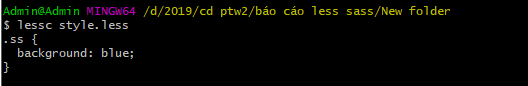 Admin@Admin MINGW64 /d/2019/cd ptw2/báo cáo less sass/New folder
$ lessc style.less
.ss {
  background: blue;
}